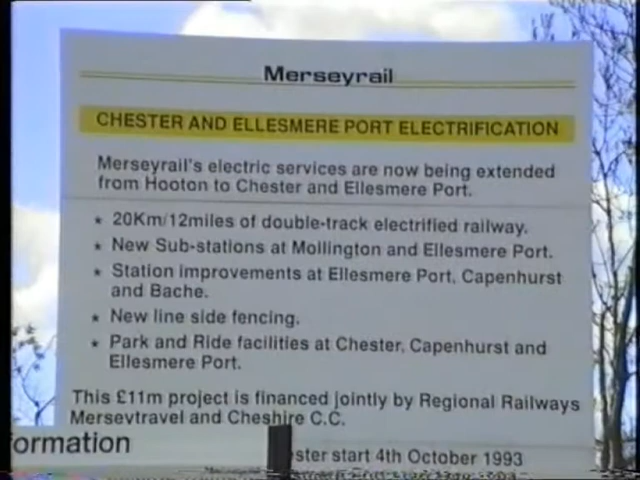 Merseyrail
CHESTER AND ELLESMERE PORT ELECTRIFICATION
Merseyrail's electric services are now being extended
from Hooton to Chester and Ellesmere Port.
* 20Km/12miles of double-track electrified railway.
* New Sub-stations at Mollington and Ellesmere Port.
* Station improvements at Ellesmere Port, Capenhurst
and Bache.
* New line side fencing.
* Park and Ride facilities at Chester, Capenhurst and
Ellesmere Port.
This £11m project is financed jointly by Regional Railways
Merseytravel and Cheshire C.C.
ormation
ster start 4th October 1993